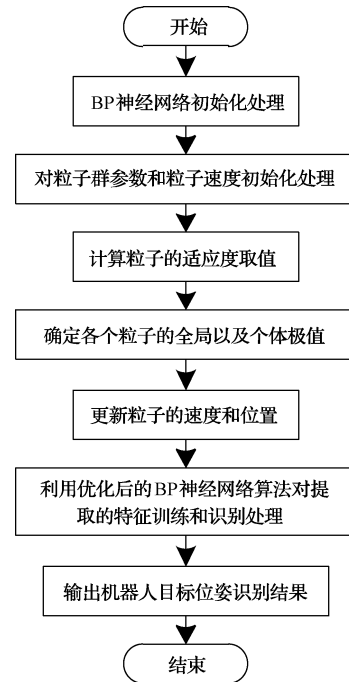 开始
BP神经网络初始化处理
对粒子群参数和粒子速度初始化处理
计算粒子的适应度取值
确定各个粒子的全局以及个体极值
更新粒子的速度和位置
利用优化后的BP神经网络算法对提
取的特征训练和识别处理
输出机器人目标位姿识别结果
结束